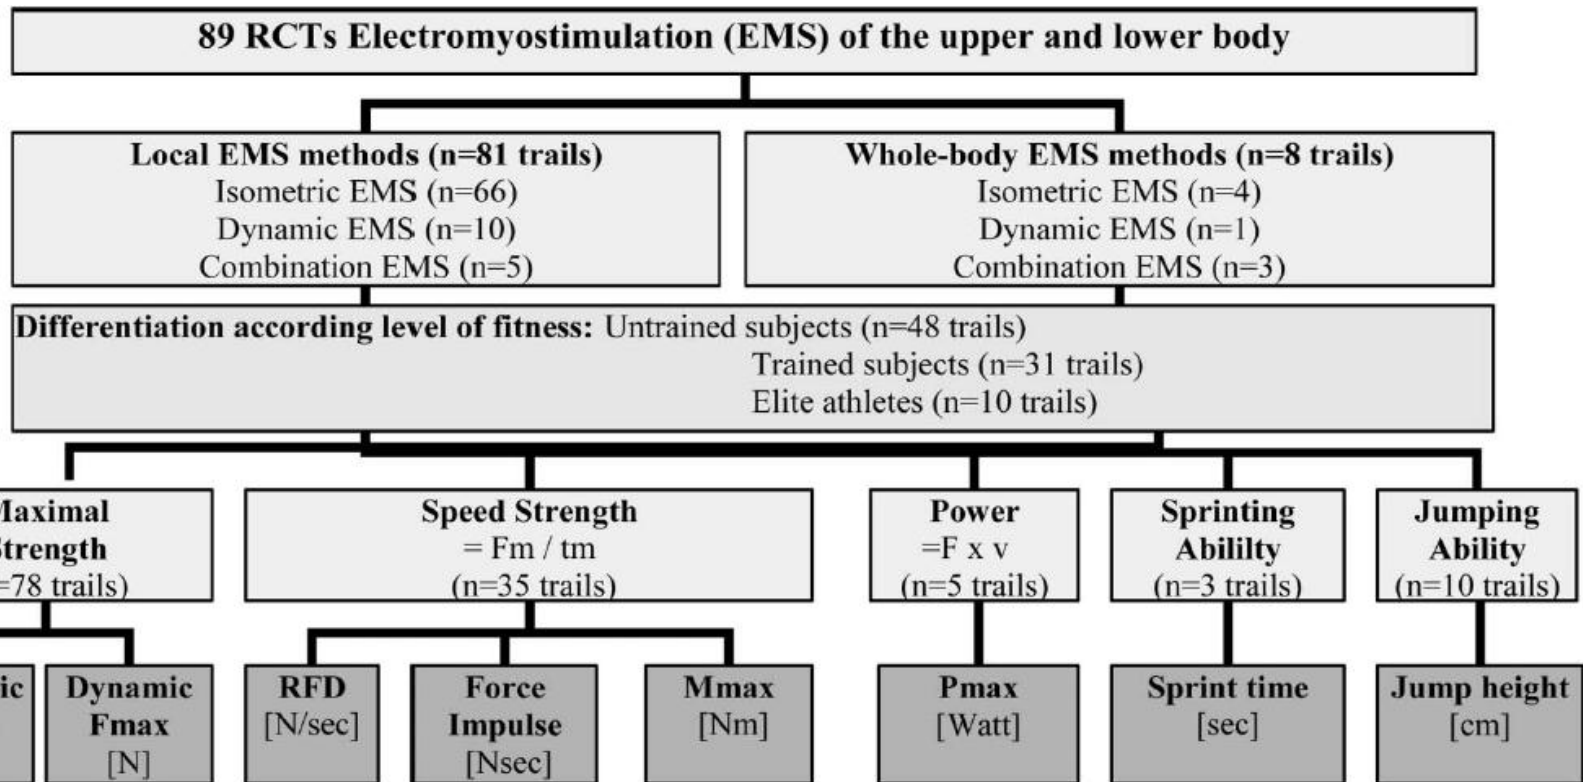 89 RCTs Electromyostimulation (EMS) of the upper and lower body
Local EMS methods (n=81 trails)
Isometric EMS (n=66)
Dynamic EMS (n=10)
Combination EMS (n=5)
Whole-body EMS methods (n=8 trails)
Isometric EMS (n=4)
Dynamic EMS (n=1)
Combination EMS (n=3)
Differentiation according level of fitness: Untrained subjects (n=48 trails)
Trained subjects (n=31 trails)
Elite athletes (n=10 trails)
=78 trails)
Speed Strength
= Fm / tm
(n=35 trails)
Power
=F x v
(n=5 trails)
Sprinting
Abililty
(n=3 trails)
Jumping
Ability
(n=10 trails)
Dynamic
Fmax
[N]
RFD
[N/sec]
Force
Impulse
[Nsec]
Mmax
[Nm]
Pmax
[Watt]
Sprint time
[sec]
Jump height
[cm]